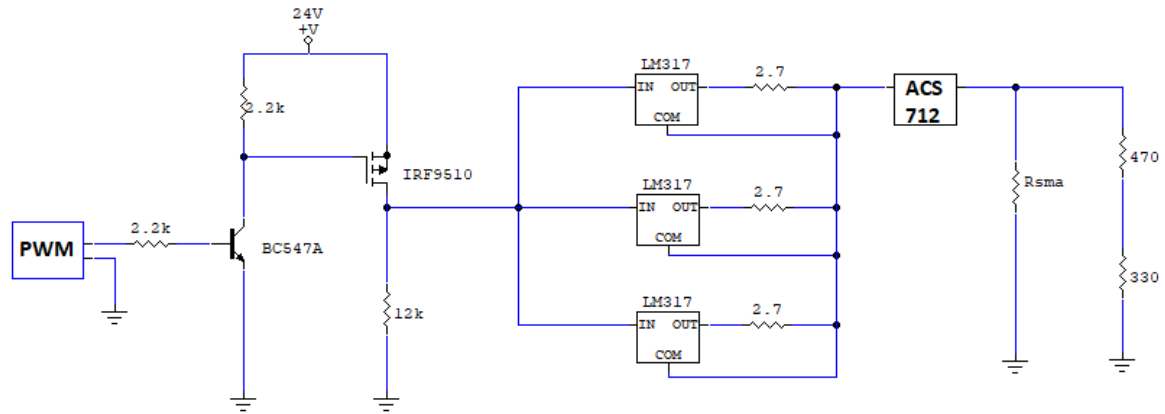 24V
+V
2.2k
IRF9510
PWM
2.2k
BC547A
12k
LM317
IN OUT
COM
2.7
LM317
IN OUT
COM
2.7
LM317
IN OUT
COM
2.7
ACS
712
Rsma
470
330